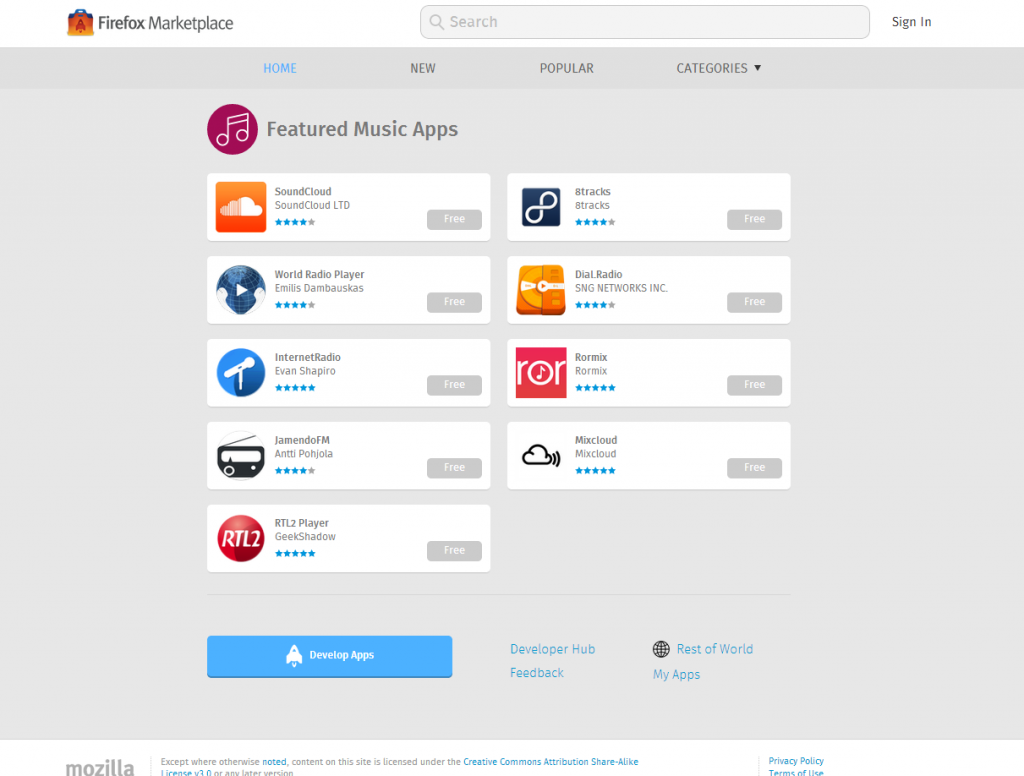 Firefox Marketplace
Search
Sign In
HOME
NEW
POPULAR
CATEGORIES
Featured Music Apps
SoundCloud
SoundCloud LTD
Free
8tracks
8tracks
Free
World Radio Player
Emilis Dambauskas
Free
Dial.Radio
SNG NETWORKS INC.
Free
InternetRadio
Evan Shapiro
Free
ror
Rormix
Rormix
Free
JamendoFM
Antti Pohjola
Free
Mixcloud
Mixcloud
Free
RTL2
RTL2 Player
GeekShadow
Free
Develop Apps
Developer Hub
Rest of World
Feedback
My Apps
mozilla
Except where otherwise noted, content on this site is licensed under the Creative Commons Attribution Share-Alike
License v3.0 or any later version
Privacy Policy
Terms of Use